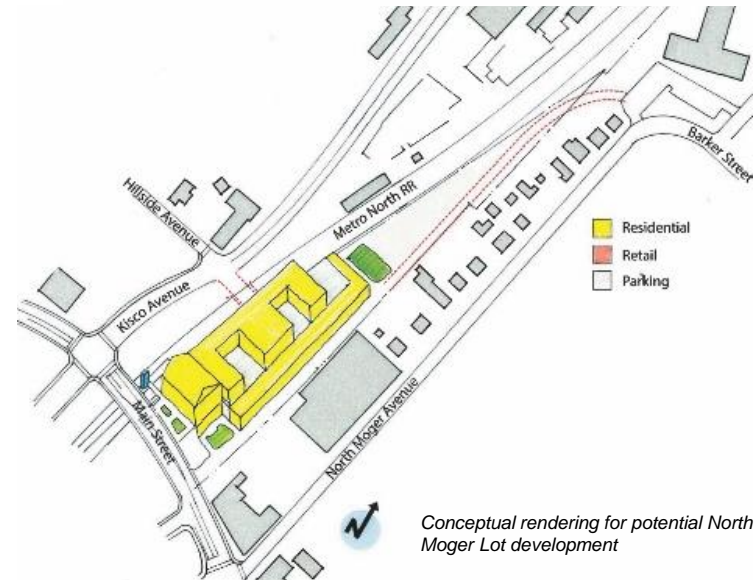 Barker Street
Hillside Avenue
Metro North RR
Residential
Retail
Parking
Kisco Avenue
Main Street
North Moger Avenue
N
Conceptual rendering for potential North
Moger Lot development